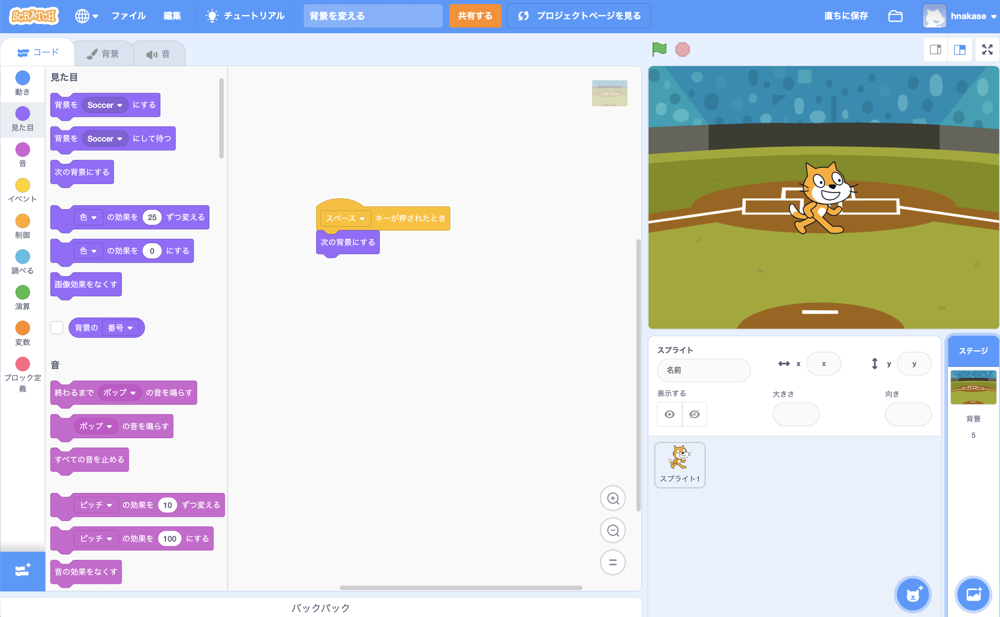 SCRATCH ファイル 編集 チュートリアル 背景を変える 共有する プロジェクトページを見る 直ちに保存 hnakase
コード 背景 音
動き
見た目
音
イベント
制御
調べる
演算
変数
ブロック定
義
見た目
背景を Soccer にする
背景を Soccer にして待つ
次の背景にする
色 の効果を 25 ずつ変える
色 の効果を 0 にする
画像効果をなくす
背景の 番号
音
終わるまで ポップ の音を鳴らす
ポップ の音を鳴らす
すべての音を止める
ピッチ の効果を 10 ずつ変える
ピッチ の効果を 100 にする
音の効果をなくす
スペース キーが押されたとき
次の背景にする
バックパック
スプライト
名前 x x y y
表示する 大きさ 向き
スプライト1
ステージ
背景
5